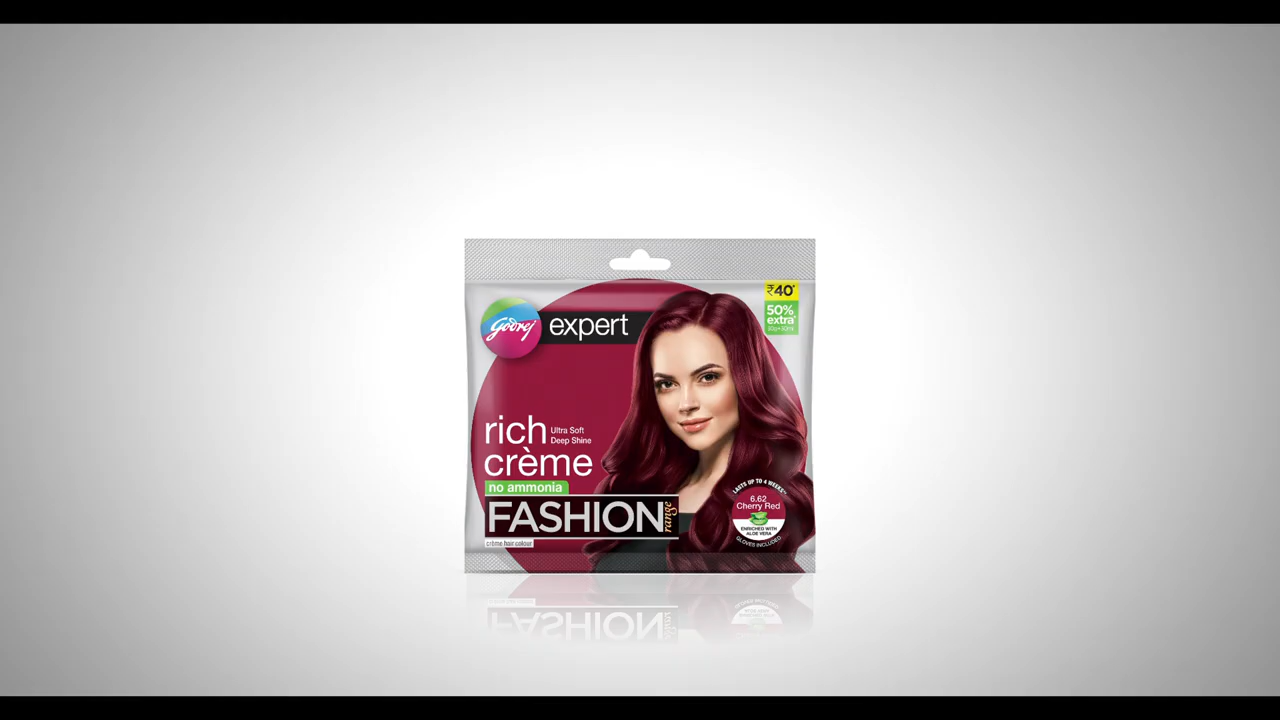 ₹40*
50%
extra*
Godrej expert
rich Ultra Soft
Deep Shine
crème
no ammonia
FASHION range
crème hair colour
LASTS UP TO 4 WEEKS
6.62
Cherry Red
ENRICHED WITH
ALOE VERA
GLOVES INCLUDED